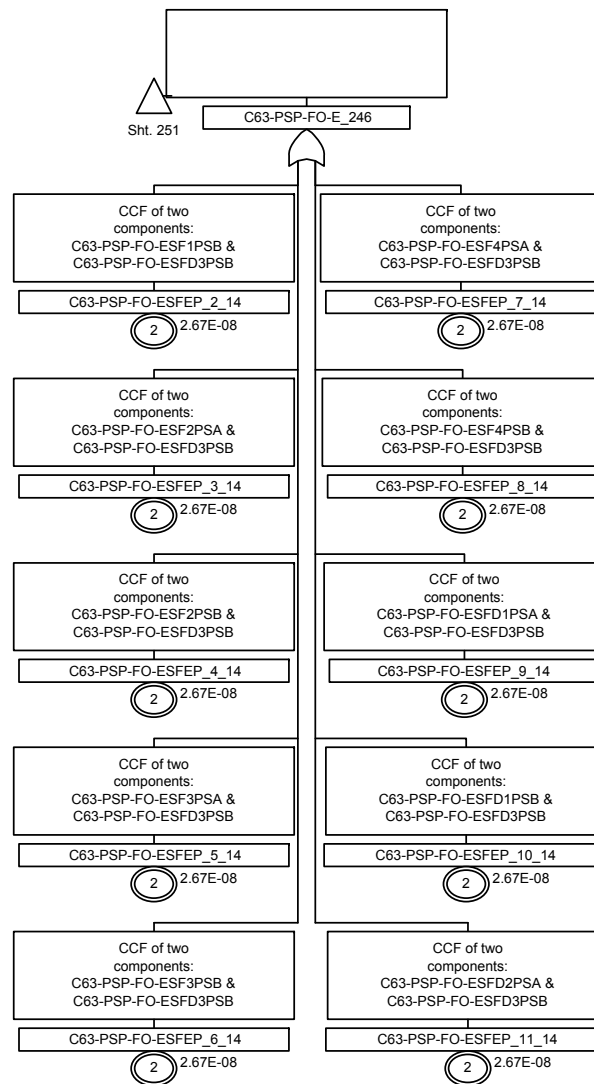 Sht. 251
C63-PSP-FO-E_246
CCF of two
components:
C63-PSP-FO-ESF1PSB &
C63-PSP-FO-ESFD3PSB
C63-PSP-FO-ESFEP_2_14
2
2.67E-08
CCF of two
components:
C63-PSP-FO-ESF2PSA &
C63-PSP-FO-ESFD3PSB
C63-PSP-FO-ESFEP_3_14
2
2.67E-08
CCF of two
components:
C63-PSP-FO-ESF2PSB &
C63-PSP-FO-ESFD3PSB
C63-PSP-FO-ESFEP_4_14
2
2.67E-08
CCF of two
components:
C63-PSP-FO-ESF3PSA &
C63-PSP-FO-ESFD3PSB
C63-PSP-FO-ESFEP_5_14
2
2.67E-08
CCF of two
components:
C63-PSP-FO-ESF3PSB &
C63-PSP-FO-ESFD3PSB
C63-PSP-FO-ESFEP_6_14
2
2.67E-08
CCF of two
components:
C63-PSP-FO-ESF4PSA &
C63-PSP-FO-ESFD3PSB
C63-PSP-FO-ESFEP_7_14
2
2.67E-08
CCF of two
components:
C63-PSP-FO-ESF4PSB &
C63-PSP-FO-ESFD3PSB
C63-PSP-FO-ESFEP_8_14
2
2.67E-08
CCF of two
components:
C63-PSP-FO-ESFD1PSA &
C63-PSP-FO-ESFD3PSB
C63-PSP-FO-ESFEP_9_14
2
2.67E-08
CCF of two
components:
C63-PSP-FO-ESFD1PSB &
C63-PSP-FO-ESFD3PSB
C63-PSP-FO-ESFEP_10_14
2
2.67E-08
CCF of two
components:
C63-PSP-FO-ESFD2PSA &
C63-PSP-FO-ESFD3PSB
C63-PSP-FO-ESFEP_11_14
2
2.67E-08